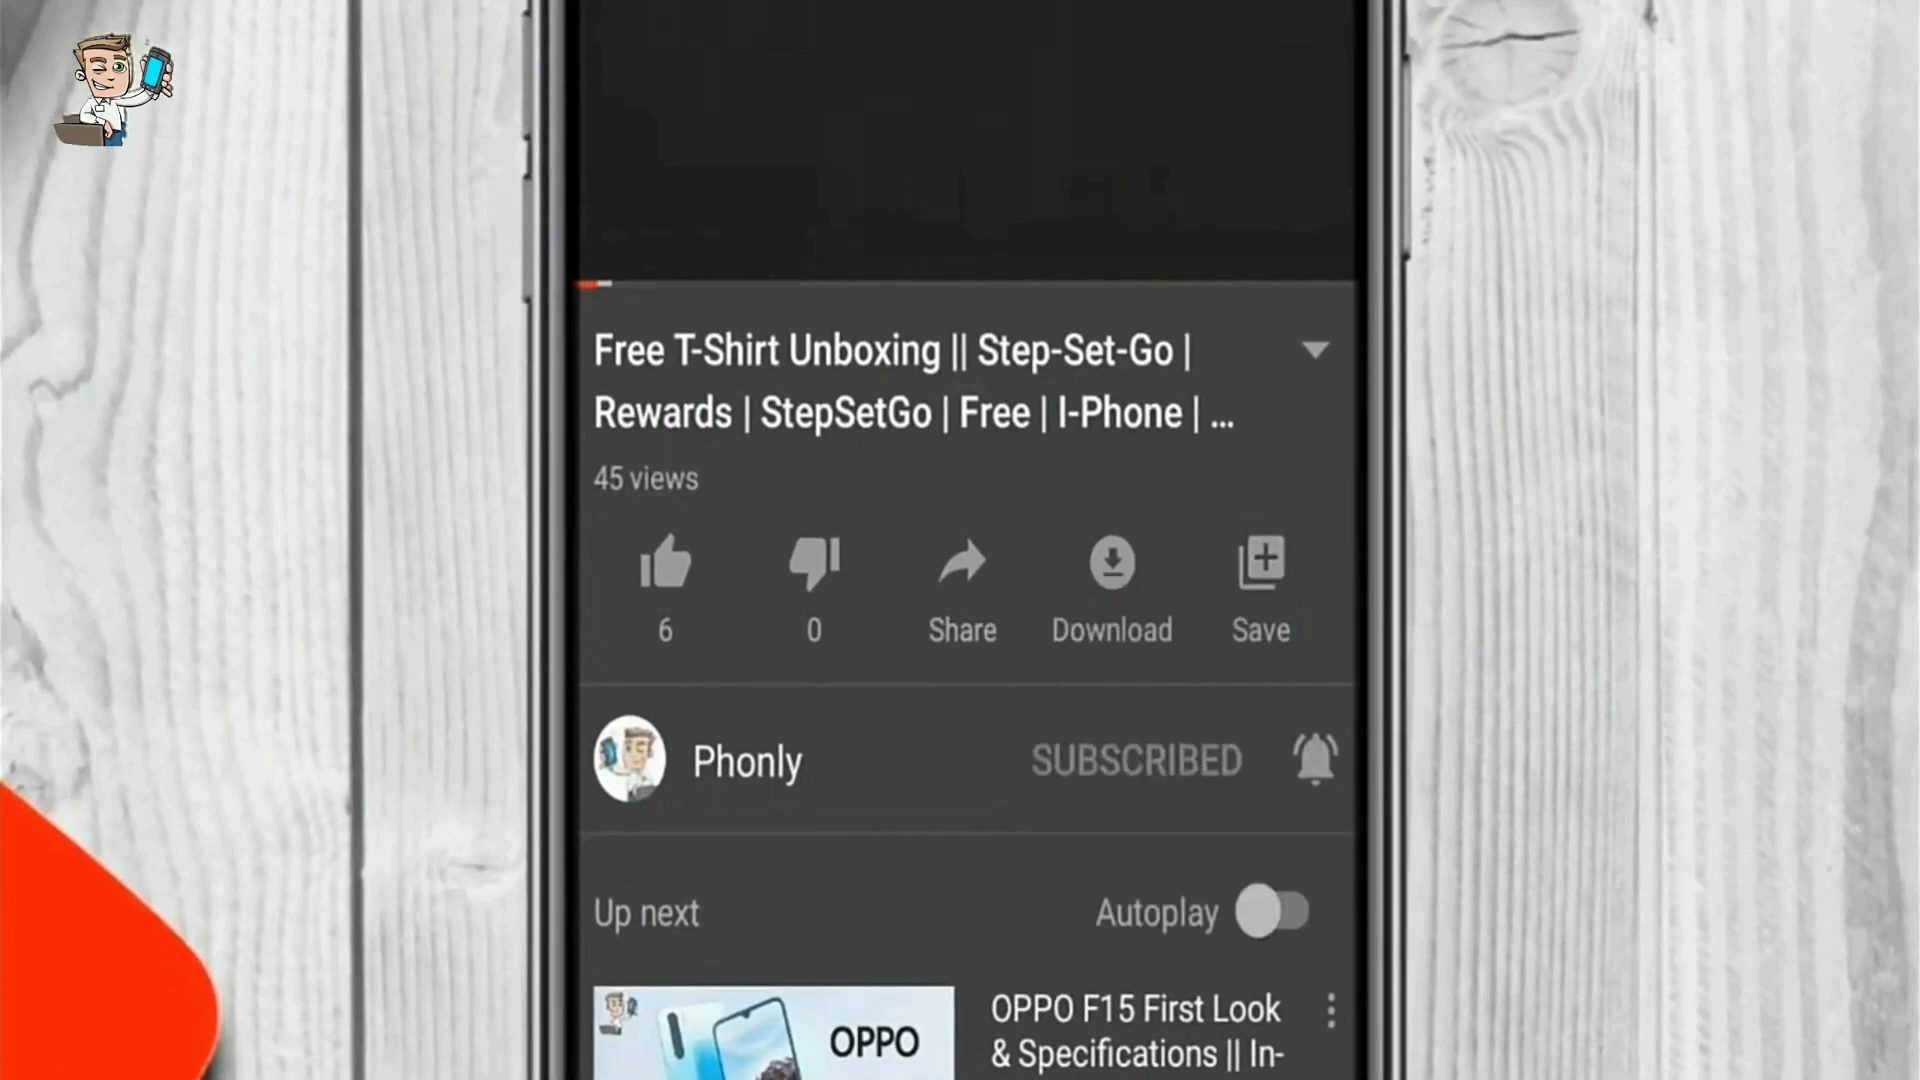 Free T-Shirt Unboxing || Step-Set-Go |
Rewards | StepSetGo | Free | I-Phone | ...
45 views
6
0
Share
Download
Save
Phonly
SUBSCRIBED
Up next
Autoplay
OPPO
OPPO F15 First Look
& Specifications || In-